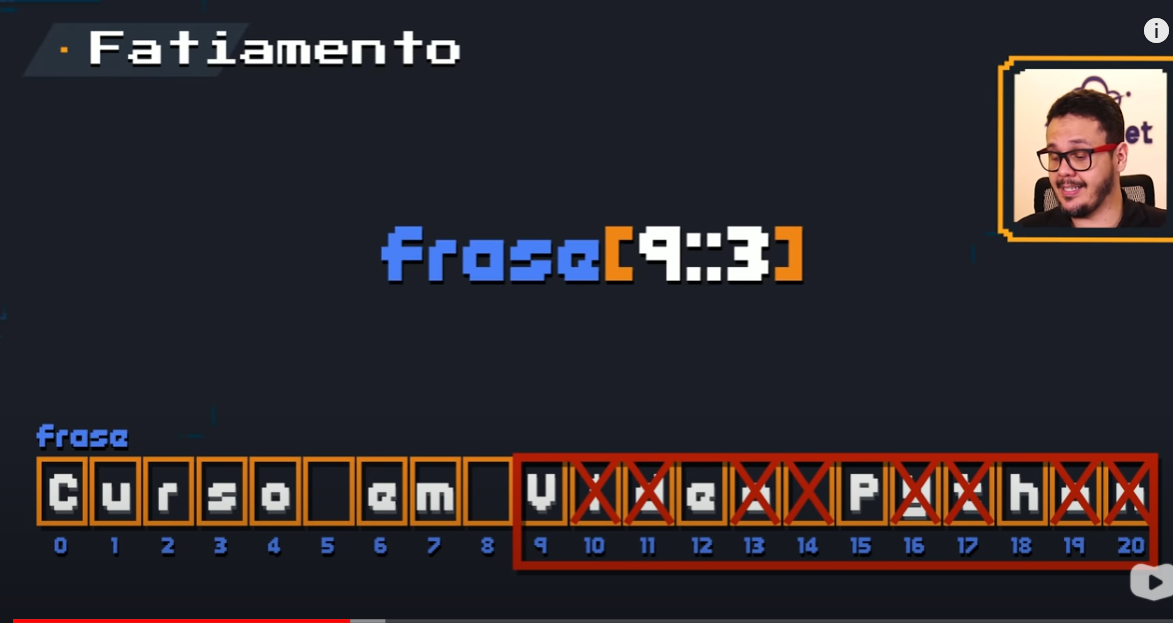 Fatiamento
et
frase[9::3]
frase
C u r s o e m V i d e o P y t h o n
0 1 2 3 4 5 6 7 8 9 10 11 12 13 14 15 16 17 18 19 20